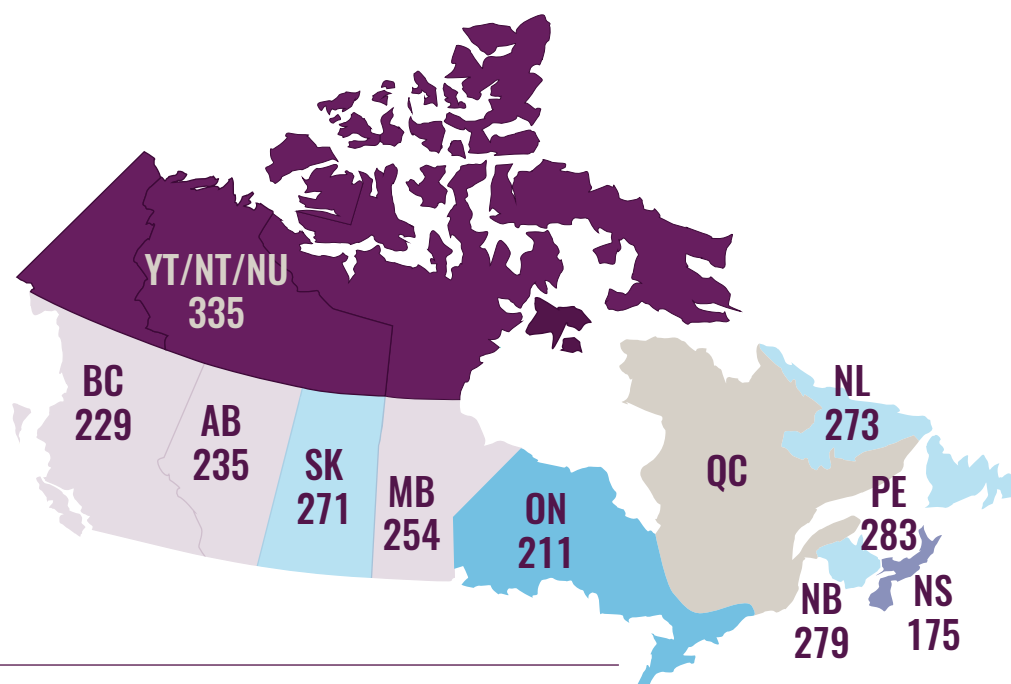 YT/NT/NU
335
BC
229
AB
235
SK
271
MB
254
ON
211
QC
NL
273
PE
283
NB
279
NS
175